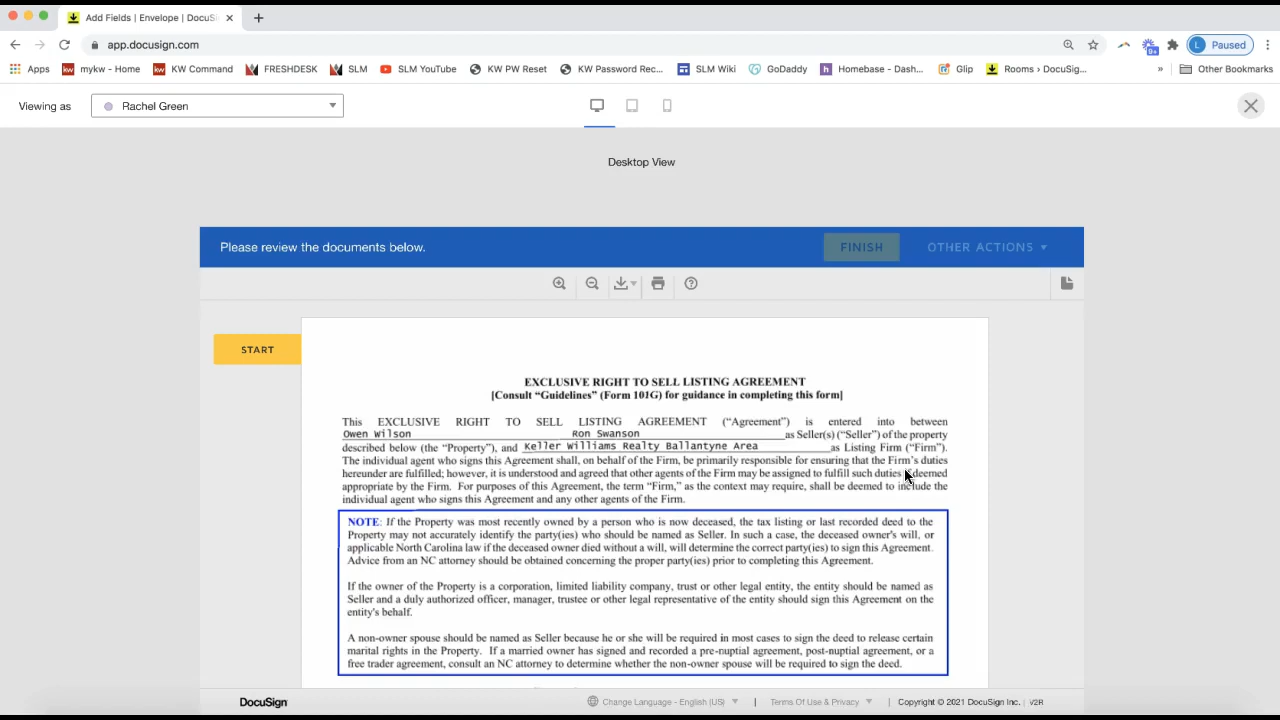 Add Fields | Envelope | DocuSi
app.docusign.com
9+
L
Paused
Apps
kw
mykw - Home
kw
KW Command
FRESHDESK
SLM
SLM YouTube
KW PW Reset
KW Password Rec...
SLM Wiki
GoDaddy
h
Homebase - Dash...
Glip
Rooms › DocuSig...
»
Other Bookmarks
Viewing as
Rachel Green
Desktop View
Please review the documents below.
FINISH
OTHER ACTIONS
START
EXCLUSIVE RIGHT TO SELL LISTING AGREEMENT
[Consult “Guidelines” (Form 101G) for guidance in completing this form]
This EXCLUSIVE RIGHT TO SELL LISTING AGREEMENT (“Agreement”) is entered into between
Owen Wilson Ron Swanson as Seller(s) (“Seller”) of the property
described below (the “Property”), and Keller Williams Realty Ballantyne Area as Listing Firm (“Firm”).
The individual agent who signs this Agreement shall, on behalf of the Firm, be primarily responsible for ensuring that the Firm’s duties
hereunder are fulfilled; however, it is understood and agreed that other agents of the Firm may be assigned to fulfill such duties if deemed
appropriate by the Firm. For purposes of this Agreement, the term “Firm,” as the context may require, shall be deemed to include the
individual agent who signs this Agreement and any other agents of the Firm.
NOTE: If the Property was most recently owned by a person who is now deceased, the tax listing or last recorded deed to the
Property may not accurately identify the party(ies) who should be named as Seller. In such a case, the deceased owner's will, or
applicable North Carolina law if the deceased owner died without a will, will determine the correct party(ies) to sign this Agreement.
Advice from an NC attorney should be obtained concerning the proper party(ies) prior to completing this Agreement.
If the owner of the Property is a corporation, limited liability company, trust or other legal entity, the entity should be named as
Seller and a duly authorized officer, manager, trustee or other legal representative of the entity should sign this Agreement on the
entity's behalf.
A non-owner spouse should be named as Seller because he or she will be required in most cases to sign the deed to release certain
marital rights in the Property. If a married owner has signed and recorded a pre-nuptial agreement, post-nuptial agreement, or a
free trader agreement, consult an NC attorney to determine whether the non-owner spouse will be required to sign the deed.
DocuSign
Change Language - English (US)
Terms Of Use & Privacy
Copyright © 2021 DocuSign Inc. | V2R